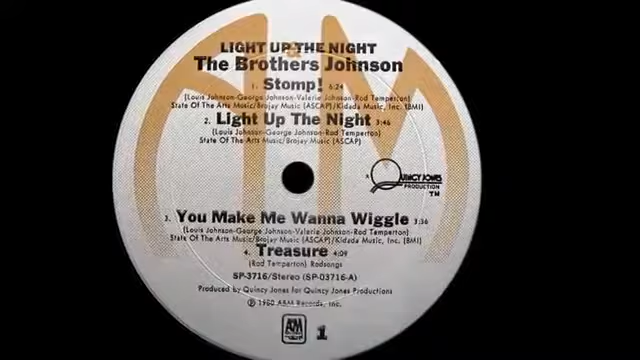 LIGHT UP THE NIGHT
The Brothers Johnson
1. Stomp! 6:24
(Louis Johnson-George Johnson-Valerie Johnson-Rod Temperton)
State Of The Arts Music/Brojay Music (ASCAP)/Kidada Music, Inc. (BMI)
2. Light Up The Night 3:46
(Louis Johnson-George Johnson-Rod Temperton)
State Of The Arts Music/Brojay Music (ASCAP)
A QUINCY JONES
PRODUCTION
TM
3. You Make Me Wanna Wiggle 3:36
(Louis Johnson-George Johnson-Valerie Johnson-Rod Temperton)
State Of The Arts Music/Brojay Music (ASCAP)/Kidada Music, Inc. (BMI)
4. Treasure 4:09
(Rod Temperton) Rodsongs
SP-3716/Stereo (SP-03716-A)
Produced by Quincy Jones for Quincy Jones Productions
© 1980 A&M Records, Inc.
A&M
1